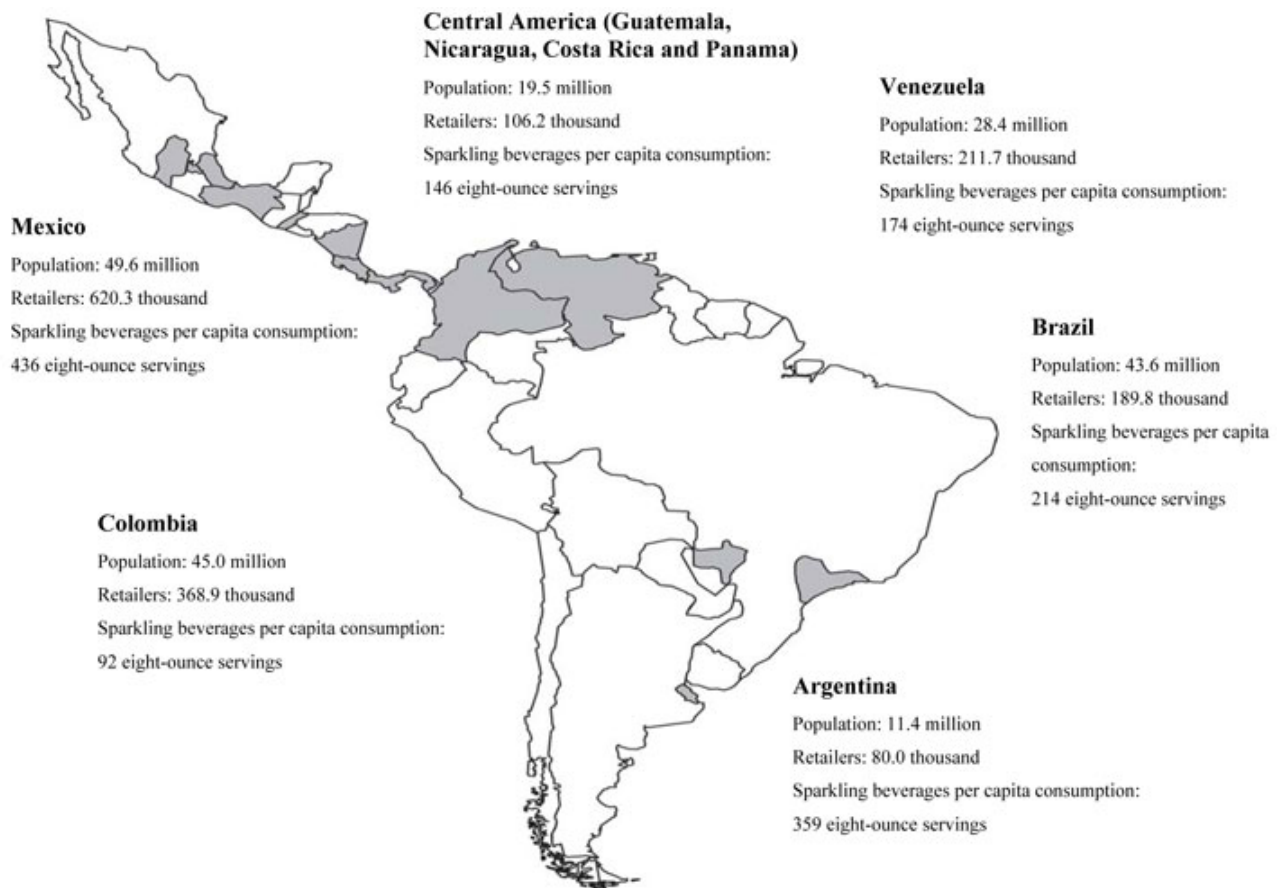 Central America (Guatemala,
Nicaragua, Costa Rica and Panama)
Population: 19.5 million
Retailers: 106.2 thousand
Sparkling beverages per capita consumption:
146 eight-ounce servings
Venezuela
Population: 28.4 million
Retailers: 211.7 thousand
Sparkling beverages per capita consumption:
174 eight-ounce servings
Mexico
Population: 49.6 million
Retailers: 620.3 thousand
Sparkling beverages per capita consumption:
436 eight-ounce servings
Brazil
Population: 43.6 million
Retailers: 189.8 thousand
Sparkling beverages per capita
consumption:
214 eight-ounce servings
Colombia
Population: 45.0 million
Retailers: 368.9 thousand
Sparkling beverages per capita consumption:
92 eight-ounce servings
Argentina
Population: 11.4 million
Retailers: 80.0 thousand
Sparkling beverages per capita consumption:
359 eight-ounce servings